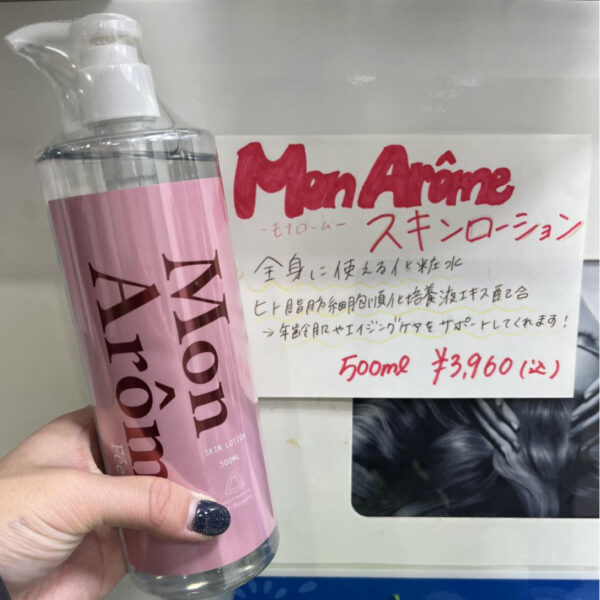 Mon
Arôm
SKIN LOTION
500ML
Mon Arôme
-モナローム-
スキンローション
全身に使える化粧水
ヒト脂肪細胞順化培養液エキス配合
→年齢肌やエイジングケアをサポートしてくれます!
500ml ¥3,960(込)